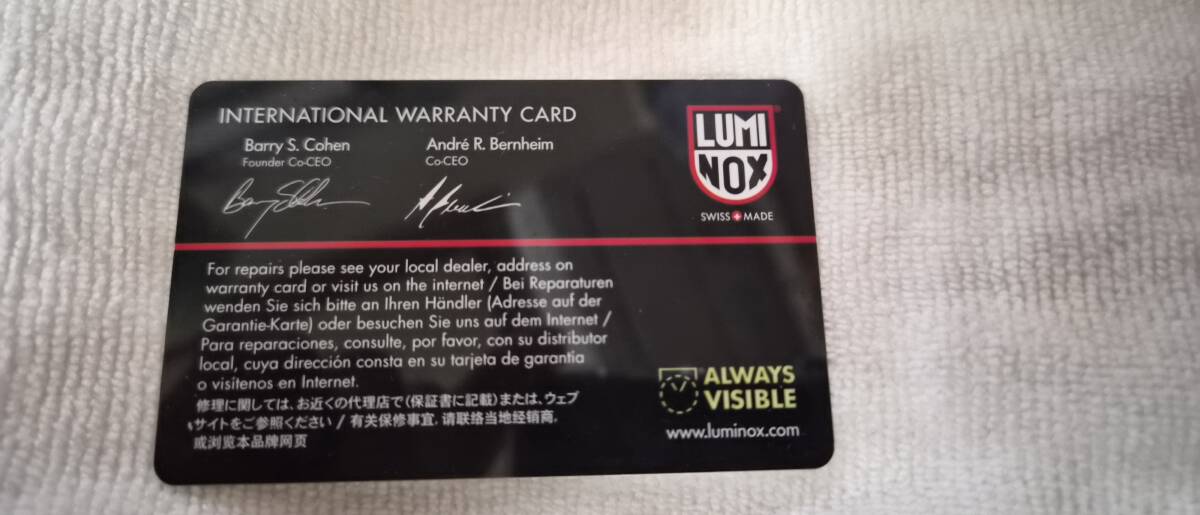 INTERNATIONAL WARRANTY CARD
Barry S. Cohen
Founder Co-CEO
André R. Bernheim
Co-CEO
LUMI
NOX
®
SWISS MADE
For repairs please see your local dealer, address on
warranty card or visit us on the internet / Bei Reparaturen
wenden Sie sich bitte an Ihren Händler (Adresse auf der
Garantie-Karte) oder besuchen Sie uns auf dem Internet /
Para reparaciones, consulte, por favor, con su distributor
local, cuya dirección consta en su tarjeta de garantia
o visítenos en Internet.
修理に関しては、お近くの代理店で(保証書に記載)または、ウェブ
サイトをご参照ください / 有关保修事宜, 请联络当地经销商,
或浏览本品牌网页
ALWAYS
VISIBLE
www.luminox.com